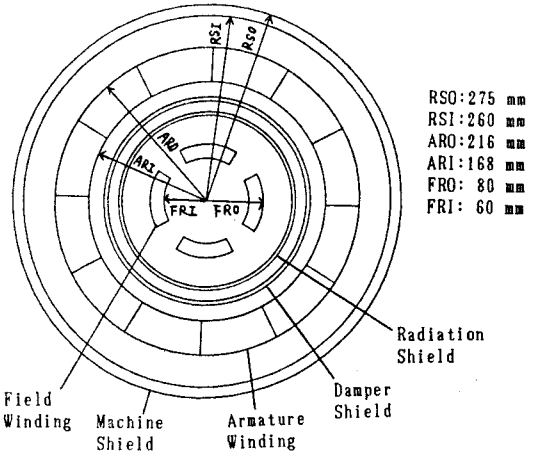 RSI
RSO
RSO:275 mm
RSI:260 mm
ARO:216 mm
ARI:168 mm
FRO: 80 mm
FRI: 60 mm
ARO
ARI
FRI FRO
Radiation
Shield
Damper
Shield
Field
Winding
Machine
Shield
Armature
Winding